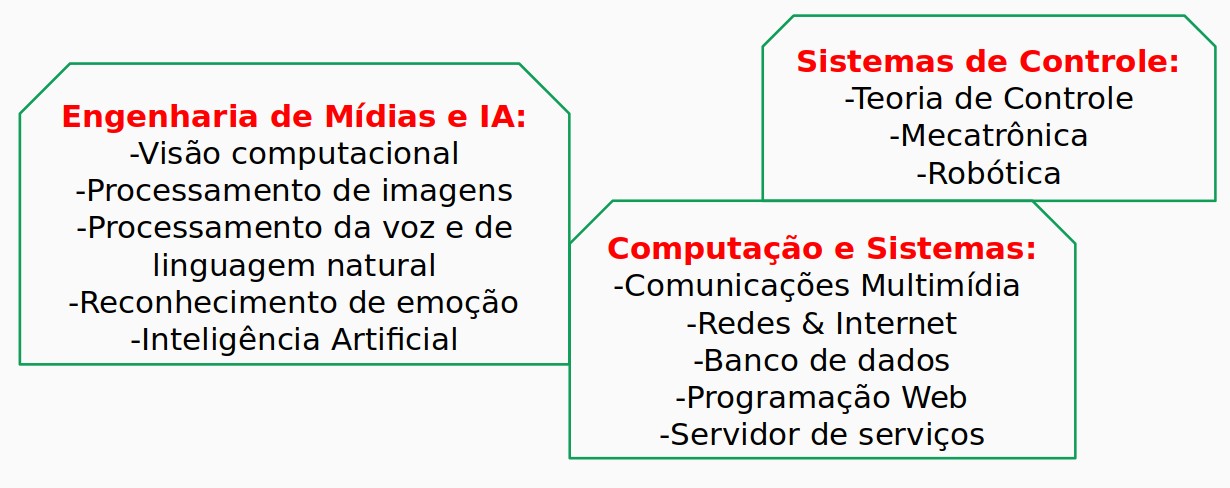 Engenharia de Mídias e IA:
-Visão computacional
-Processamento de imagens
-Processamento da voz e de
linguagem natural
-Reconhecimento de emoção
-Inteligência Artificial
Sistemas de Controle:
-Teoria de Controle
-Mecatrônica
-Robótica
Computação e Sistemas:
-Comunicações Multimídia
-Redes & Internet
-Banco de dados
-Programação Web
-Servidor de serviços